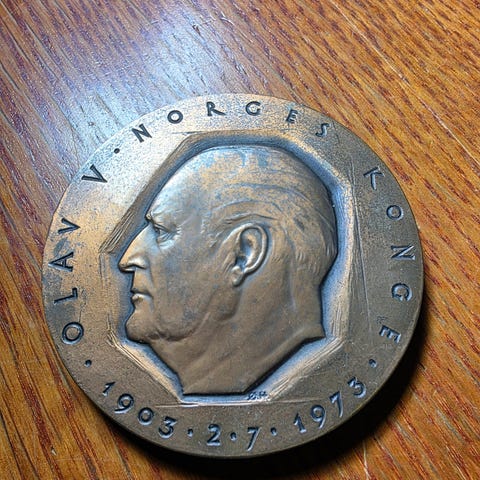 OLAV V · NORGES KONGE
· 1903 · 2 · 7 · 1973 ·